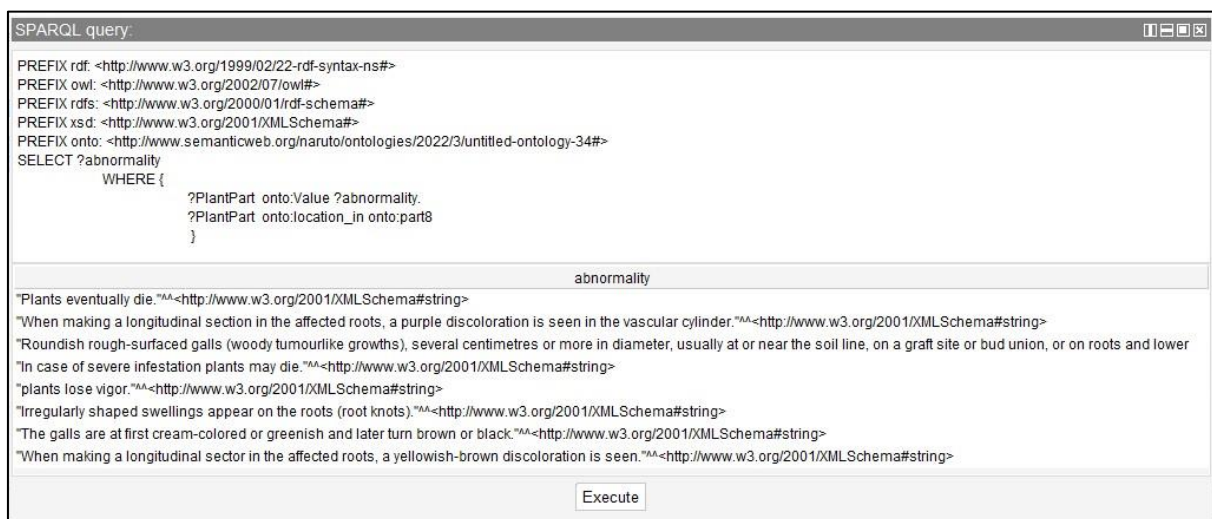 SPARQL query:
PREFIX rdf: <http://www.w3.org/1999/02/22-rdf-syntax-ns#>
PREFIX owl: <http://www.w3.org/2002/07/owl#>
PREFIX rdfs: <http://www.w3.org/2000/01/rdf-schema#>
PREFIX xsd: <http://www.w3.org/2001/XMLSchema#>
PREFIX onto: <http://www.semanticweb.org/naruto/ontologies/2022/3/untitled-ontology-34#>
SELECT ?abnormality
WHERE {
?PlantPart onto:Value ?abnormality.
?PlantPart onto:location_in onto:part8
}
abnormality
"Plants eventually die."^^<http://www.w3.org/2001/XMLSchema#string>
"When making a longitudinal section in the affected roots, a purple discoloration is seen in the vascular cylinder."^^<http://www.w3.org/2001/XMLSchema#string>
"Roundish rough-surfaced galls (woody tumourlike growths), several centimetres or more in diameter, usually at or near the soil line, on a graft site or bud union, or on roots and lower
"In case of severe infestation plants may die."^^<http://www.w3.org/2001/XMLSchema#string>
"plants lose vigor."^^<http://www.w3.org/2001/XMLSchema#string>
"Irregularly shaped swellings appear on the roots (root knots)."^^<http://www.w3.org/2001/XMLSchema#string>
"The galls are at first cream-colored or greenish and later turn brown or black."^^<http://www.w3.org/2001/XMLSchema#string>
"When making a longitudinal sector in the affected roots, a yellowish-brown discoloration is seen."^^<http://www.w3.org/2001/XMLSchema#string>
Execute